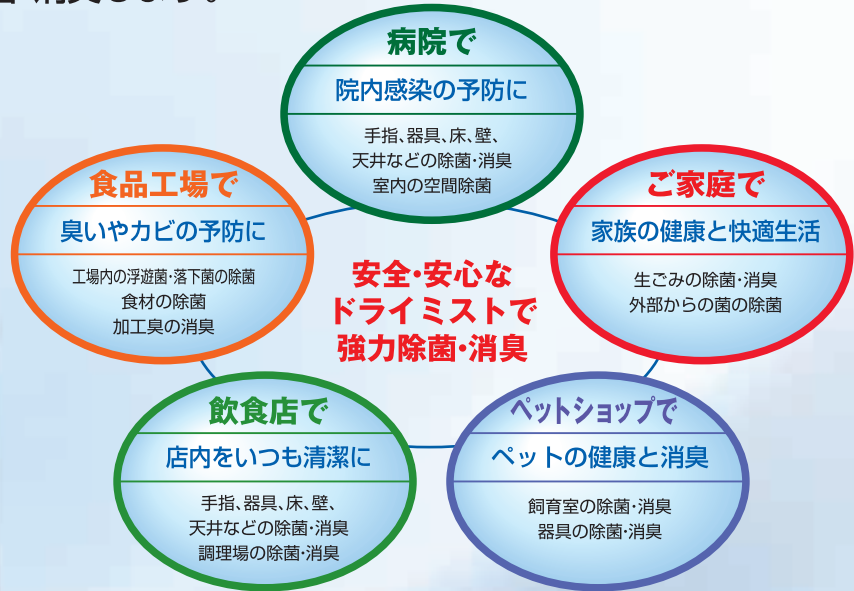 消臭します。
病院で
院内感染の予防に
手指、器具、床、壁、
天井などの除菌・消臭
室内の空間除菌
食品工場で
臭いやカビの予防に
工場内の浮遊菌・落下菌の除菌
食材の除菌
加工臭の消臭
ご家庭で
家族の健康と快適生活
生ごみの除菌・消臭
外部からの菌の除菌
安全・安心な
ドライミストで
強力除菌・消臭
飲食店で
店内をいつも清潔に
手指、器具、床、壁、
天井などの除菌・消臭
調理場の除菌・消臭
ペットショップで
ペットの健康と消臭
飼育室の除菌・消臭
器具の除菌・消臭